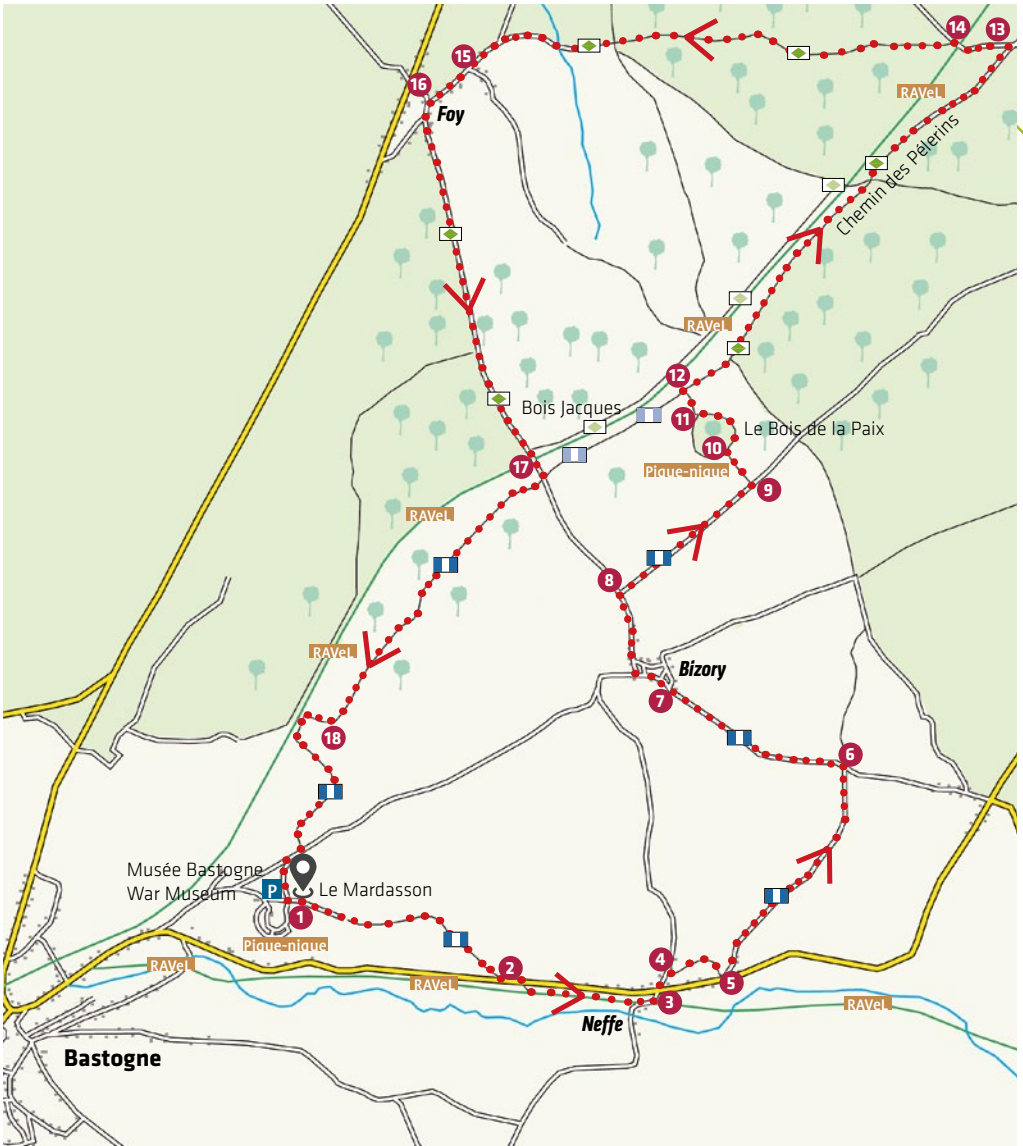 14
13
15
RAVeL
16
Foy
Chemin des Pélerins
RAVeL
12
Bois Jacques
11
Le Bois de la Paix
10
17
Pique-nique
9
RAVeL
8
RAVeL
Bizory
7
18
6
Musée Bastogne
War Museum
P
Le Mardasson
1
Pique-nique
4
2
RAVeL
RAVeL
5
3
RAVeL
Neffe
Bastogne